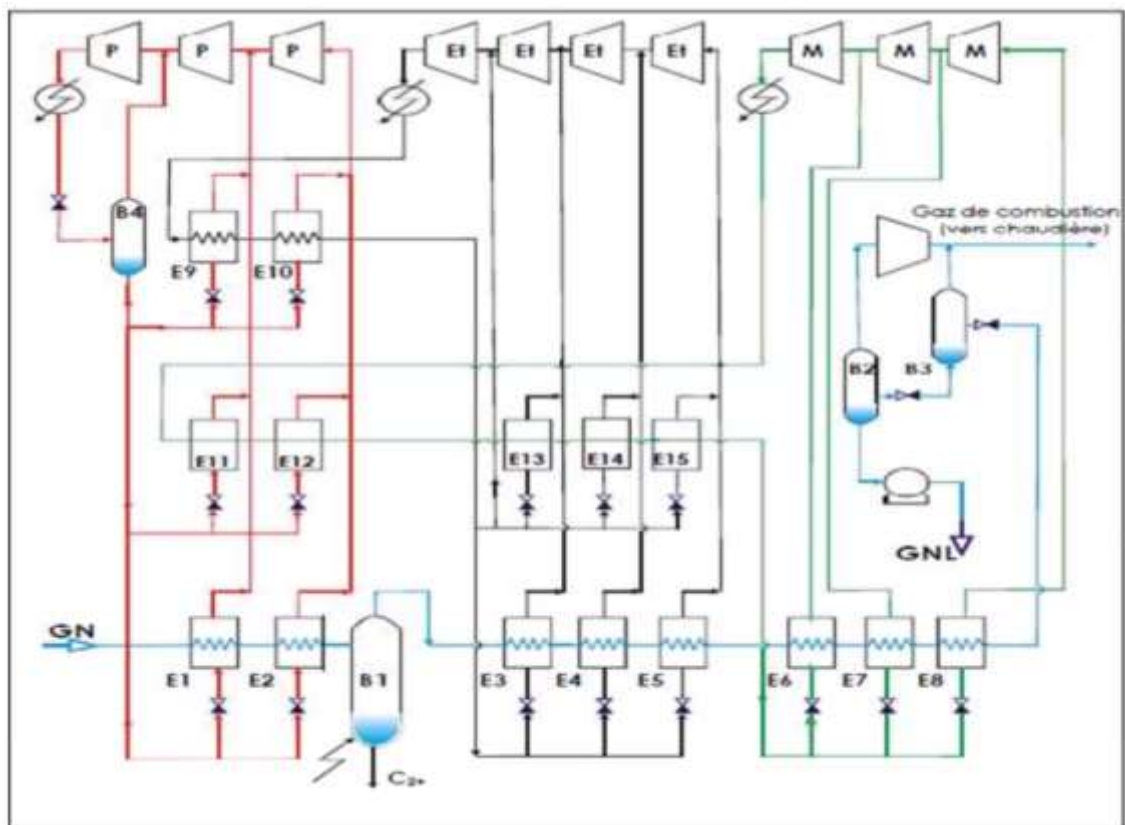 P P P Et Et Et Et M M M
B4
Gaz de combustion
(vers chaudière)
E9 E10
B2 B3
E11 E12 E13 E14 E15
GNL
GN
E1 E2 B1 E3 E4 E5 E6 E7 E8
C₂₊